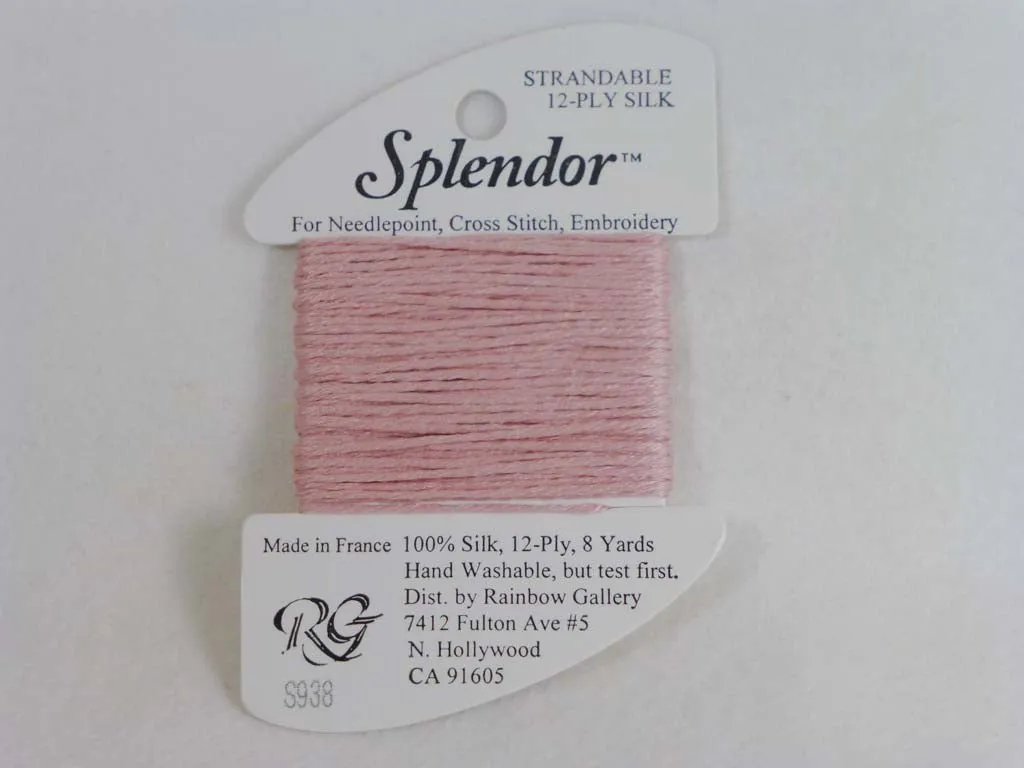 STRANDABLE
12-PLY SILK
Splendor™
For Needlepoint, Cross Stitch, Embroidery
Made in France 100% Silk, 12-Ply, 8 Yards
Hand Washable, but test first.
Dist. by Rainbow Gallery
7412 Fulton Ave #5
N. Hollywood
CA 91605
RG
S938